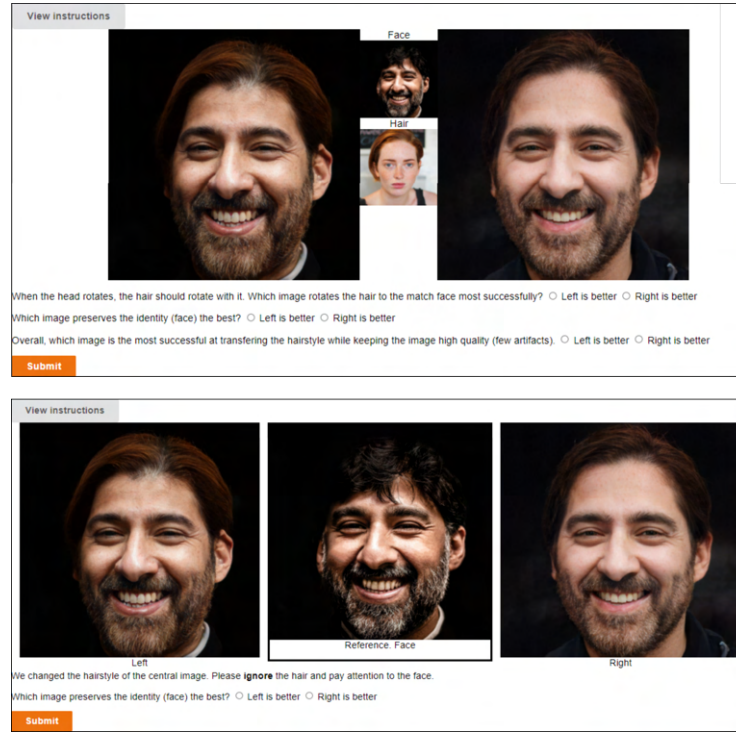 View instructions
Face
Hair
When the head rotates, the hair should rotate with it. Which image rotates the hair to the match face most successfully? Left is better Right is better
Which image preserves the identity (face) the best? Left is better Right is better
Overall, which image is the most successful at transfering the hairstyle while keeping the image high quality (few artifacts). Left is better Right is better
Submit
View instructions
Reference. Face
Left
Right
We changed the hairstyle of the central image. Please ignore the hair and pay attention to the face.
Which image preserves the identity (face) the best? Left is better Right is better
Submit